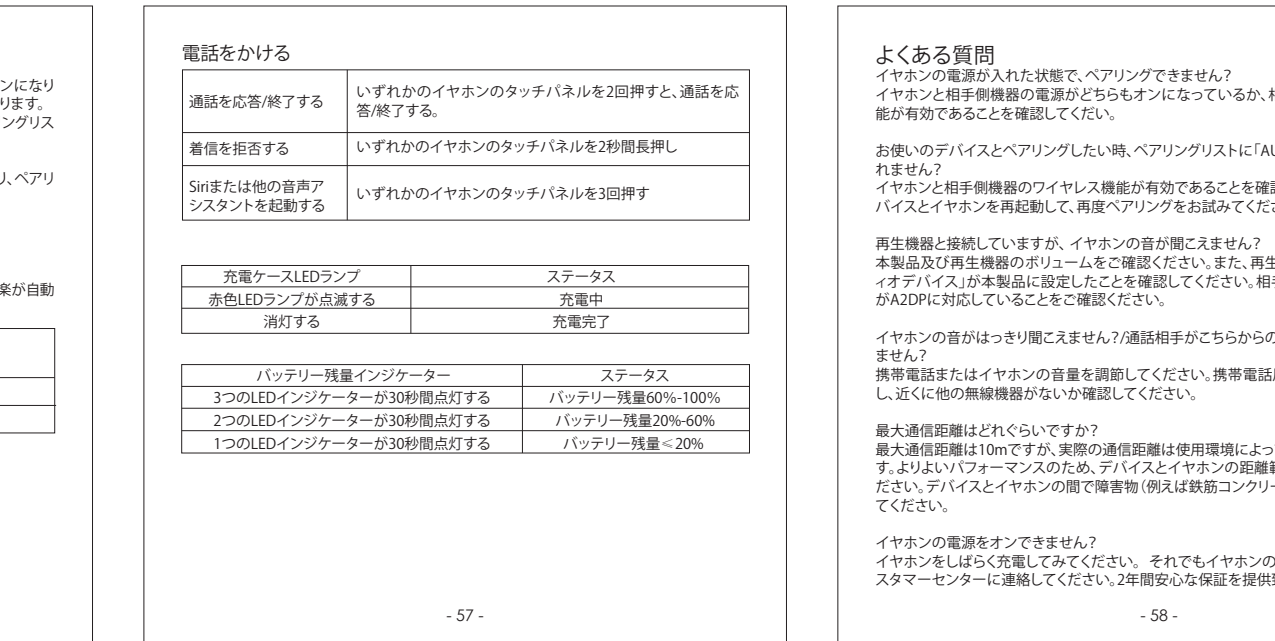 ンになり
ります。
ングリス
り、ペアリ
楽が自動
電話をかける
通話を応答/終了する
いずれかのイヤホンのタッチパネルを2回押すと、通話を応
答/終了する。
着信を拒否する
いずれかのイヤホンのタッチパネルを2秒間長押し
Siriまたは他の音声ア
シスタントを起動する
いずれかのイヤホンのタッチパネルを3回押す
充電ケースLEDランプ ステータス
赤色LEDランプが点滅する 充電中
消灯する 充電完了
バッテリー残量インジケーター ステータス
3つのLEDインジケーターが30秒間点灯する バッテリー残量60%-100%
2つのLEDインジケーターが30秒間点灯する バッテリー残量20%-60%
1つのLEDインジケーターが30秒間点灯する バッテリー残量≦20%
- 57 -
よくある質問
イヤホンの電源が入れた状態で、ペアリングできません?
イヤホンと相手側機器の電源がどちらもオンになっているか、
能が有効であることを確認してくだい。
お使いのデバイスとペアリングしたい時、ペアリングリストに「AU
れません?
イヤホンと相手側機器のワイヤレス機能が有効であることを確認
バイスとイヤホンを再起動して、再度ペアリングをお試みてくださ
再生機器と接続していますが、イヤホンの音が聞こえません?
本製品及び再生機器のボリュームをご確認ください。また、再生
ィオデバイス」が本製品に設定したことを確認してください。相手
がA2DPに対応していることをご確認ください。
イヤホンの音がはっきり聞こえません?/通話相手がこちらからの
ません?
携帯電話またはイヤホンの音量を調節してください。携帯電話
し、近くに他の無線機器がないか確認してください。
最大通信距離はどれぐらいですか?
最大通信距離は10mですが、実際の通信距離は使用環境によっ
す。よりよいパフォーマンスのため、デバイスとイヤホンの距離
ださい。デバイスとイヤホンの間で障害物(例えば鉄筋コンクリー
てください。
イヤホンの電源をオンできません?
イヤホンをしばらく充電してみてください。それでもイヤホンの
スタマーセンターに連絡してください。2年間安心な保証を提供
- 58 -